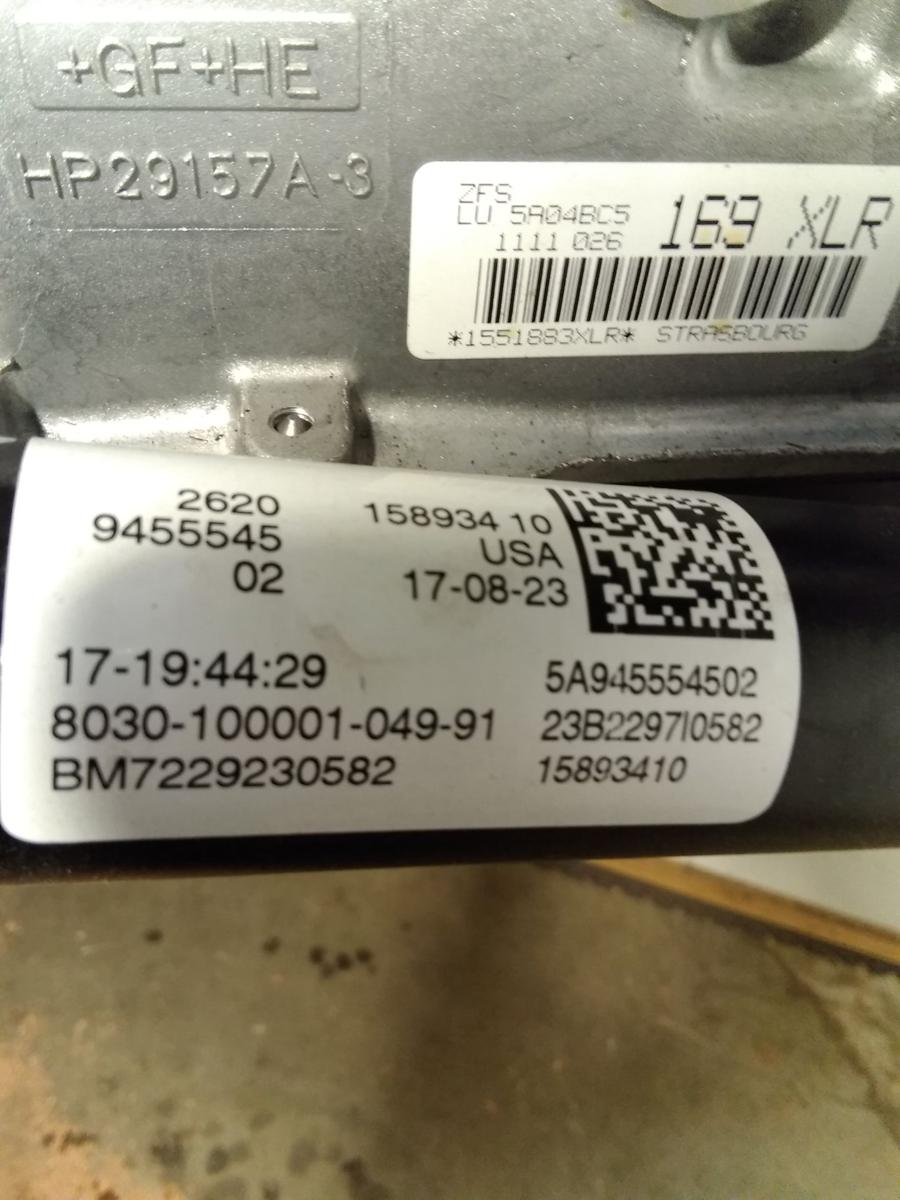 +GF+HE
HP29157A-3
ZFS
LU 5A04BC5
1111 026
169 XLR
*1551883XLR* STRASBOURG
2620
9455545
02
158934 10
USA
17-08-23
17-19:44:29
8030-100001-049-91
BM7229230582
5A945554502
23B2297I0582
15893410